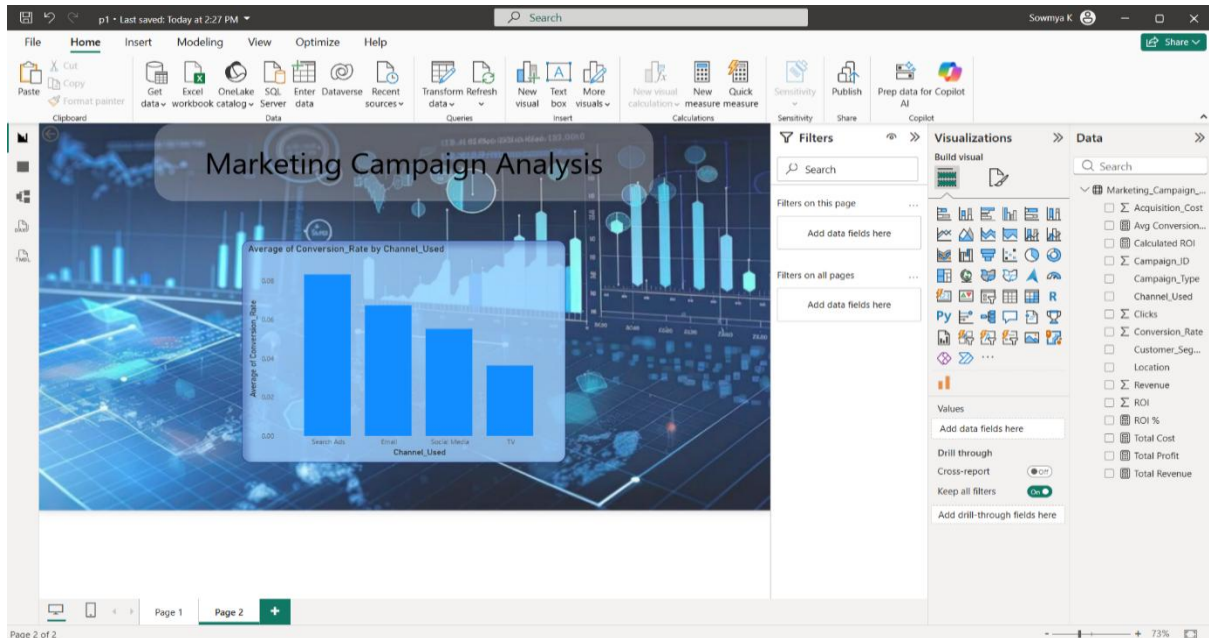 p1 • Last saved: Today at 2:27 PM
Search
Sowmya K
File Home Insert Modeling View Optimize Help
Share
Paste
Cut
Copy
Format painter
Get data
Excel workbook
OneLake catalog
SQL Server
Enter data
Dataverse
Recent sources
Transform data
Refresh
New visual
Text box
More visuals
New visual calculation
New measure
Quick measure
Sensitivity
Publish
Prep data for AI
Copilot
Clipboard
Data
Queries
Insert
Calculations
Sensitivity
Share
Copilot
Marketing Campaign Analysis
Average of Conversion_Rate by Channel_Used
Average of Conversion_Rate
0.08
0.06
0.04
0.02
0.00
Search Ads Email Social Media TV
Channel_Used
Filters
Search
Filters on this page
Add data fields here
Filters on all pages
Add data fields here
Visualizations
Build visual
R
Py
Values
Add data fields here
Drill through
Cross-report
Off
Keep all filters
On
Add drill-through fields here
Data
Search
Marketing_Campaign_...
Acquisition_Cost
Avg Conversion...
Calculated ROI
Campaign_ID
Campaign_Type
Channel_Used
Clicks
Conversion_Rate
Customer_Seg...
Location
Revenue
ROI
ROI %
Total Cost
Total Profit
Total Revenue
Page 1
Page 2
Page 2 of 2
73%